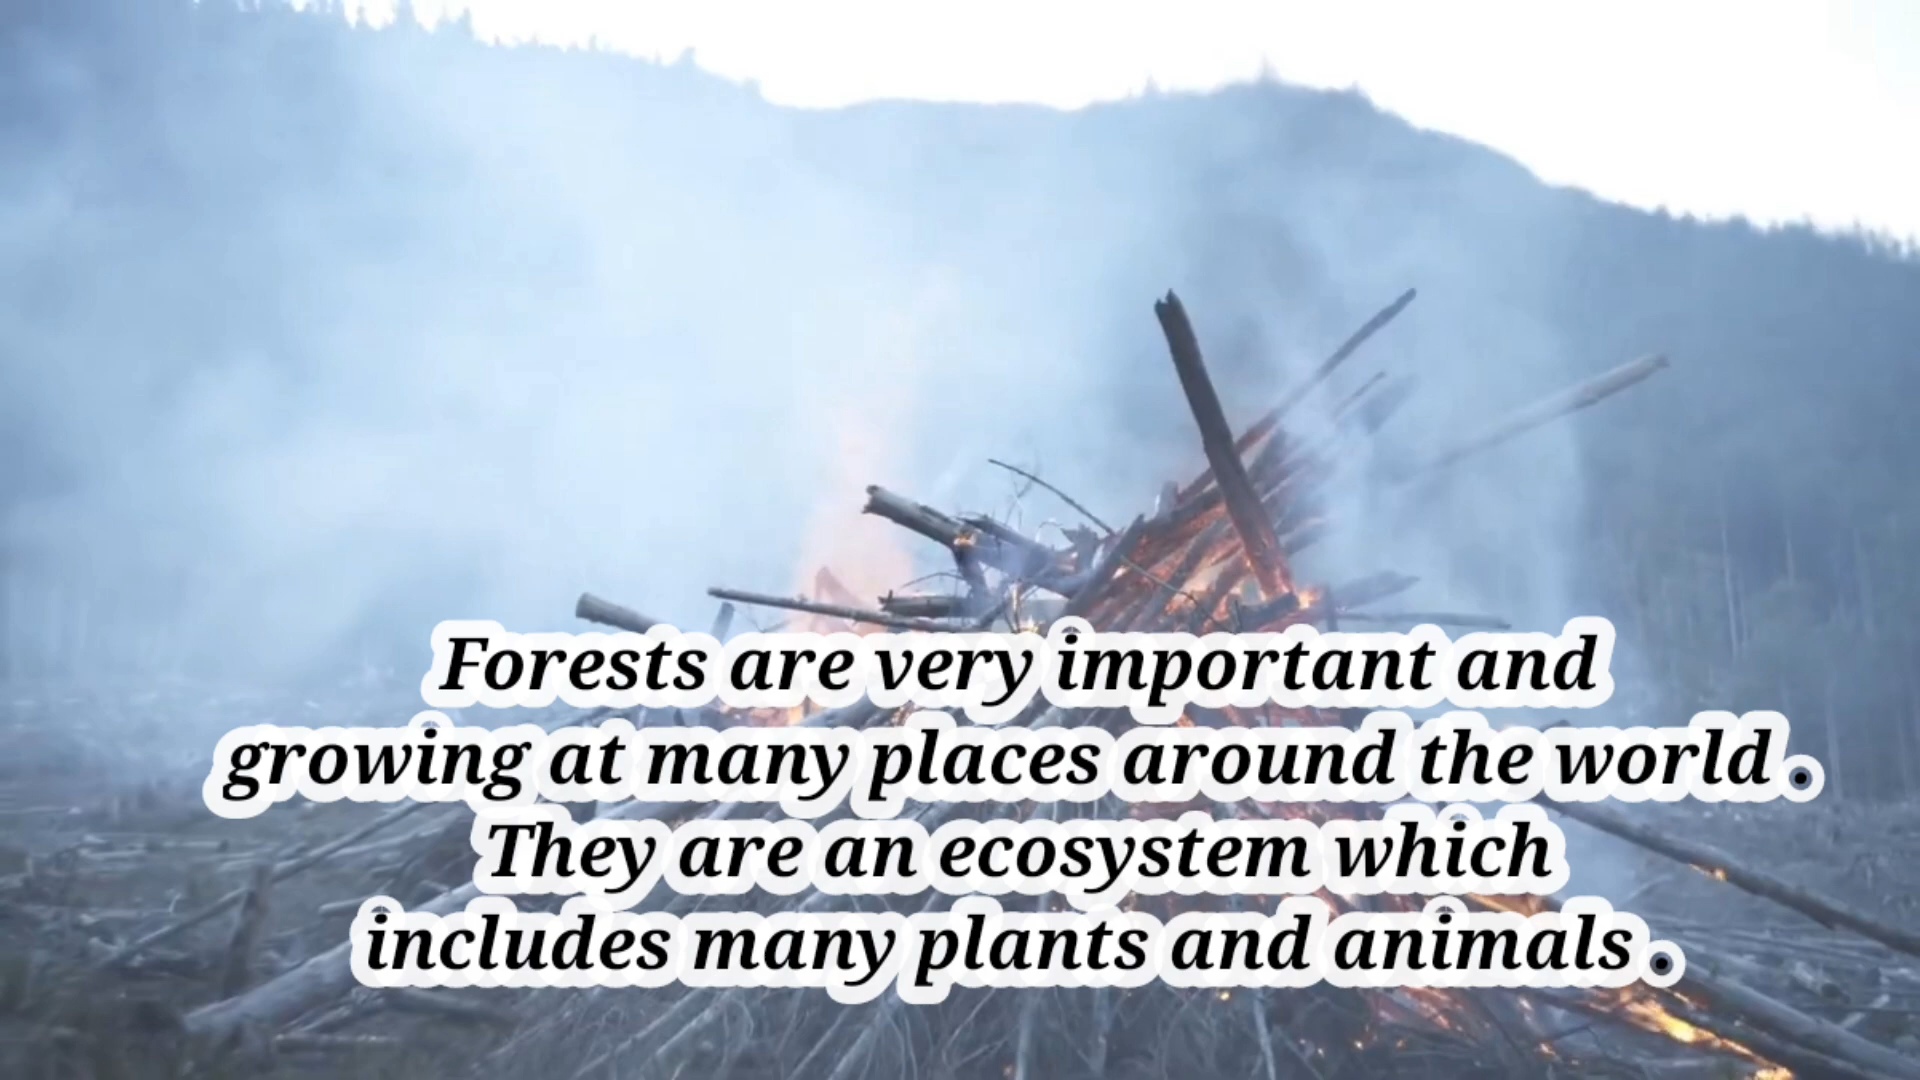 Forests are very important and
growing at many places around the world .
They are an ecosystem which
includes many plants and animals .